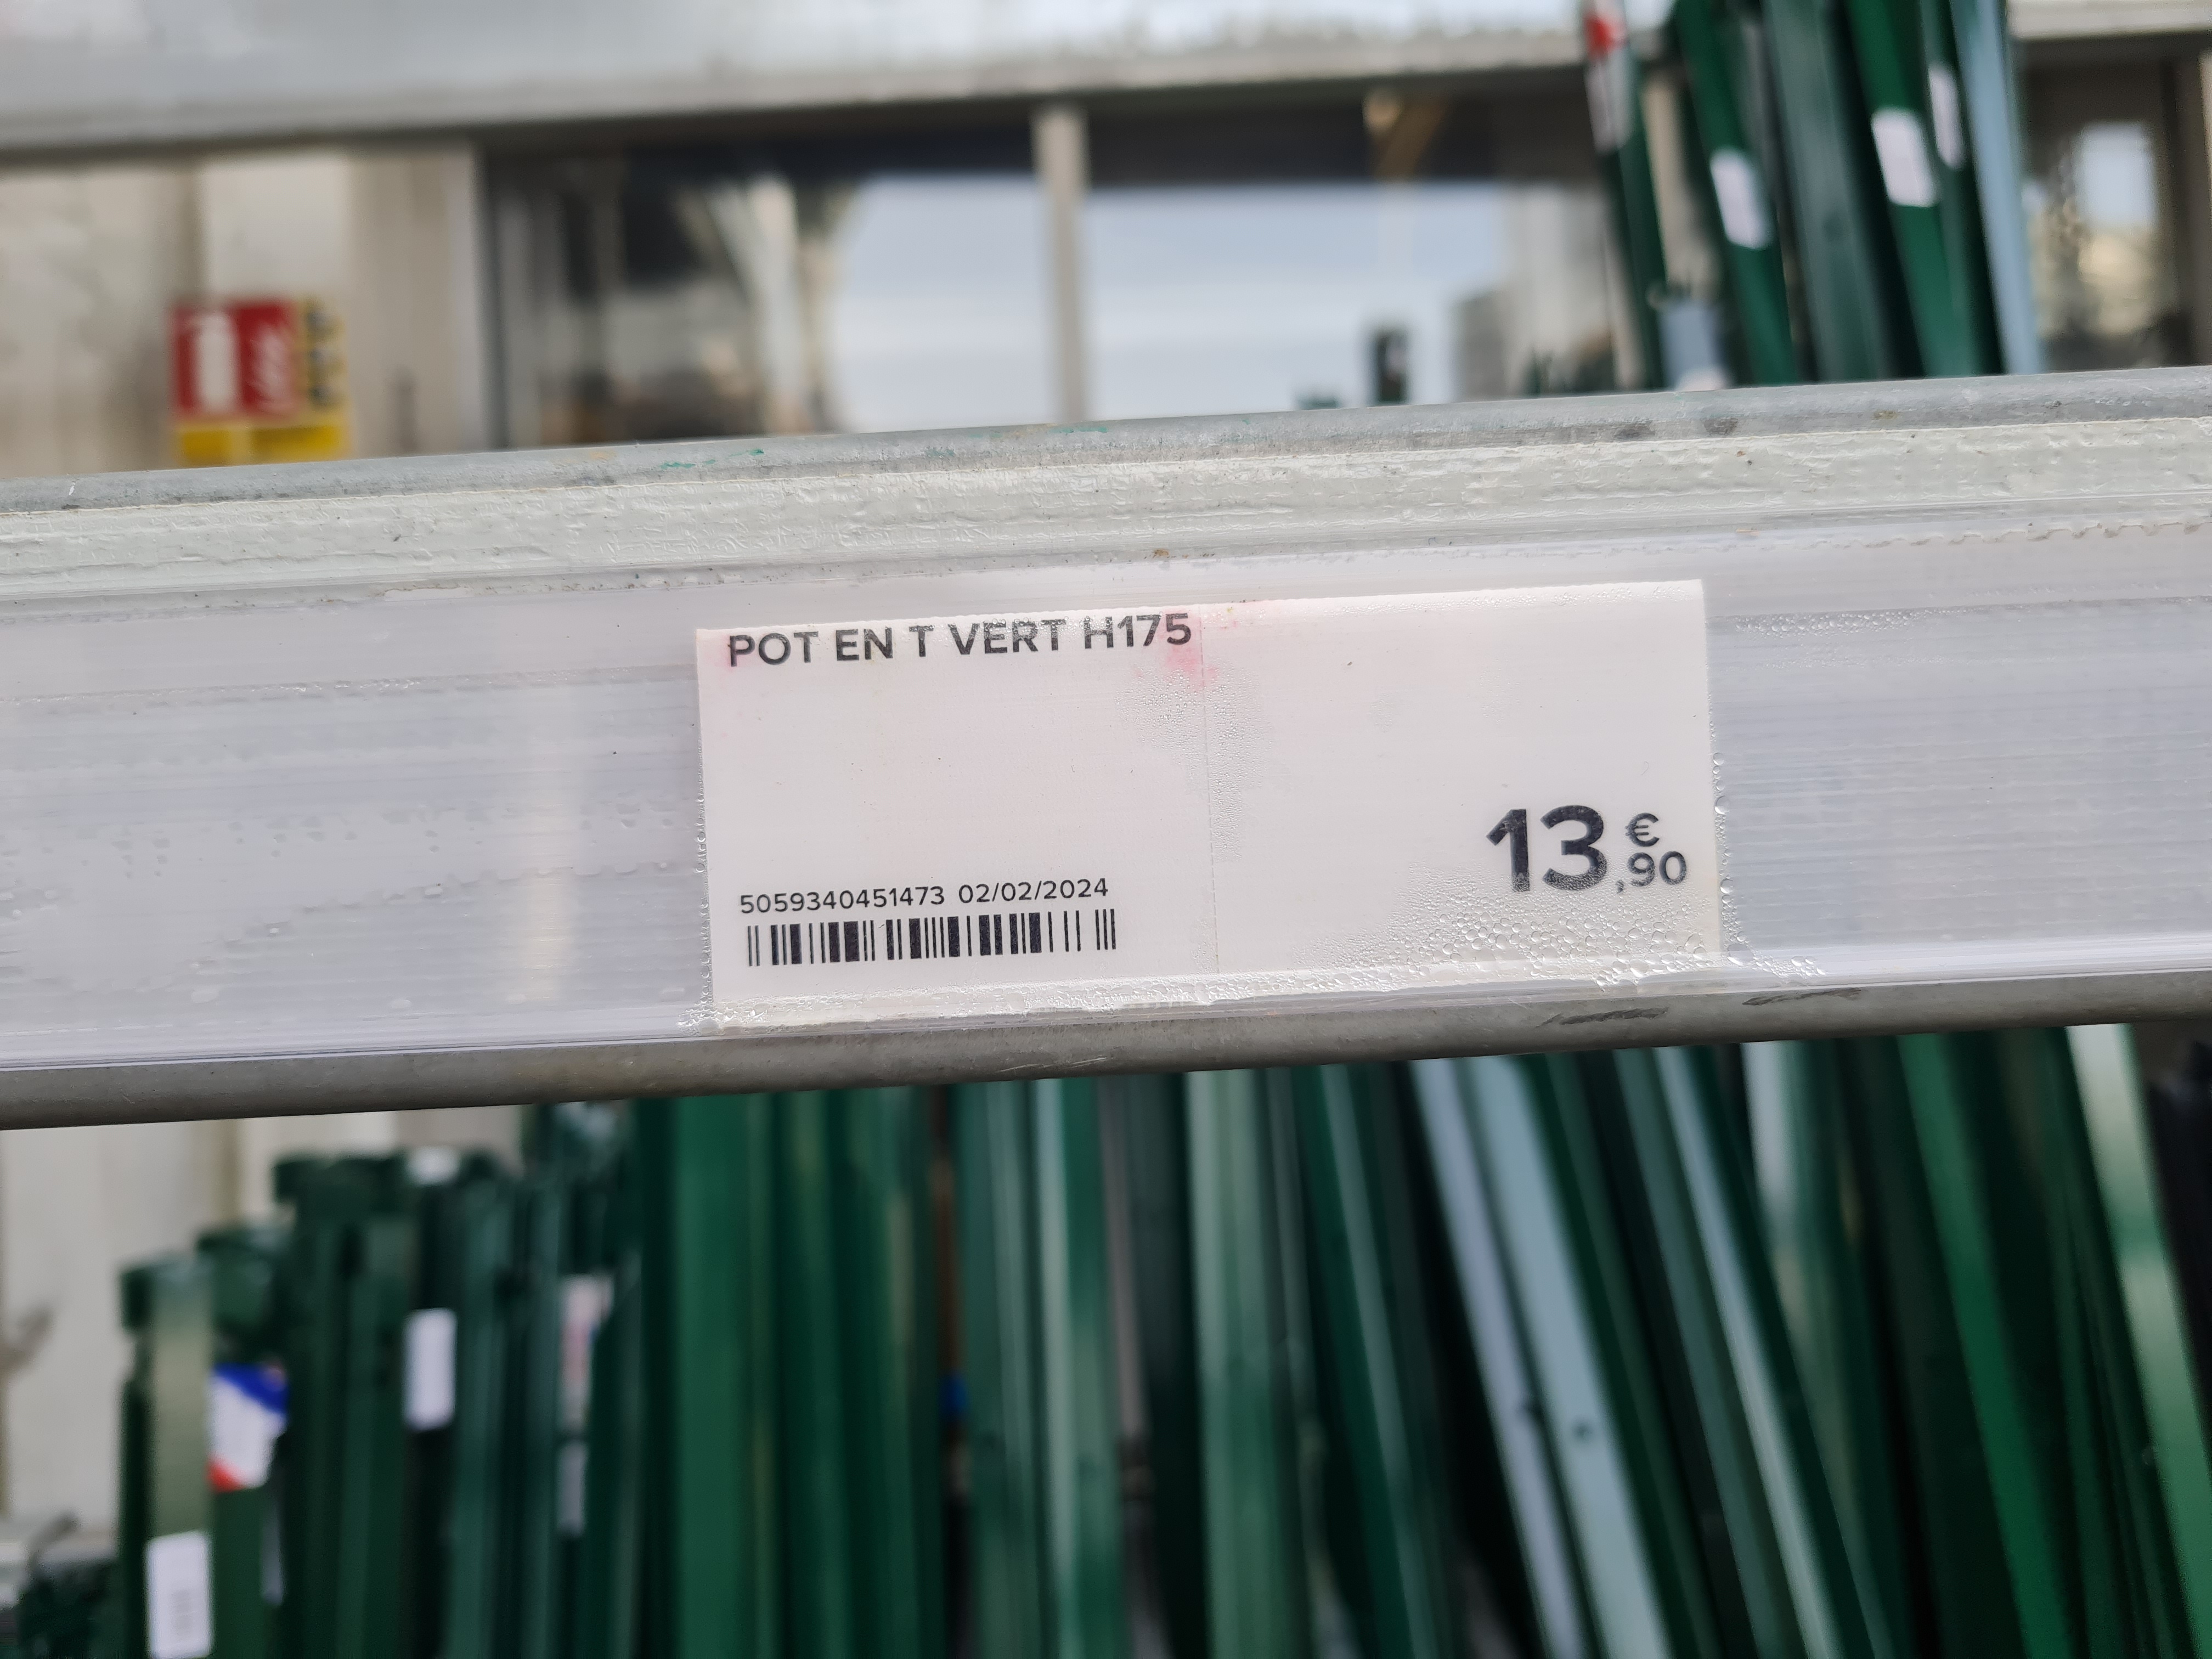 POT EN T VERT H175
13 €
,90
5059340451473 02/02/2024